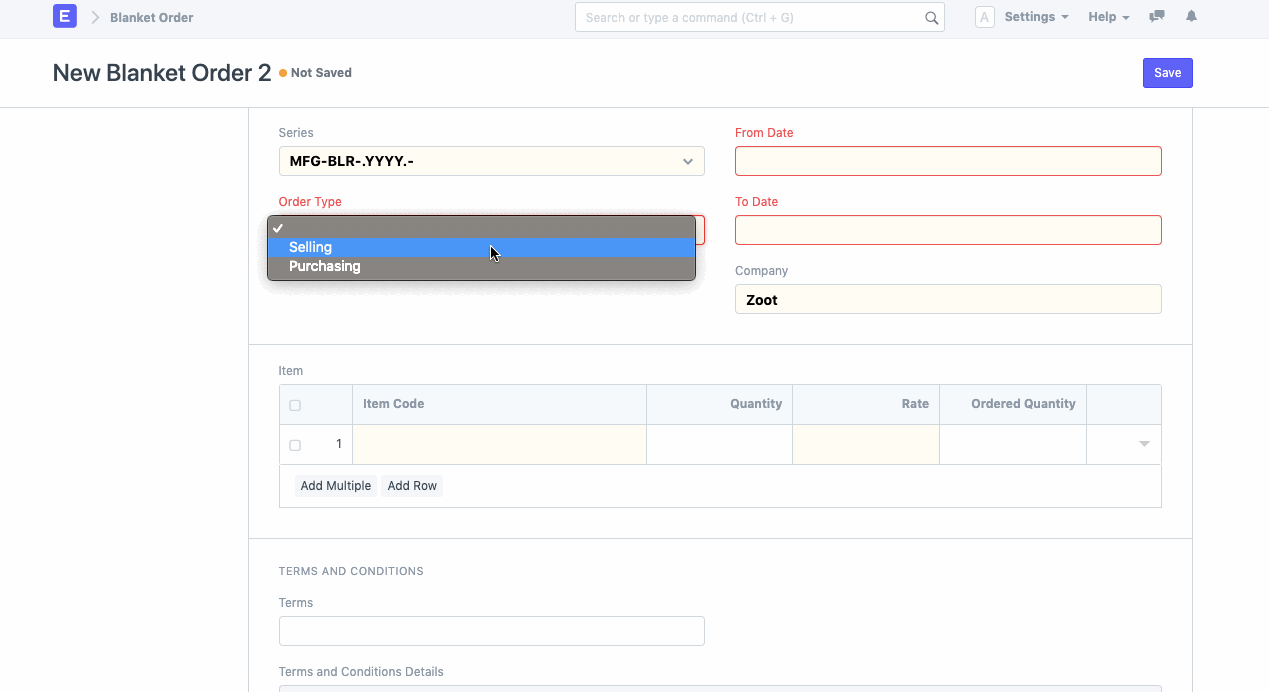 E
Blanket Order
Search or type a command (Ctrl + G)
A
Settings
Help
New Blanket Order 2
Not Saved
Save
Series
MFG-BLR-.YYYY.-
From Date
Order Type
Selling
Purchasing
To Date
Company
Zoot
Item
Item Code Quantity Rate Ordered Quantity
1
Add Multiple Add Row
TERMS AND CONDITIONS
Terms
Terms and Conditions Details